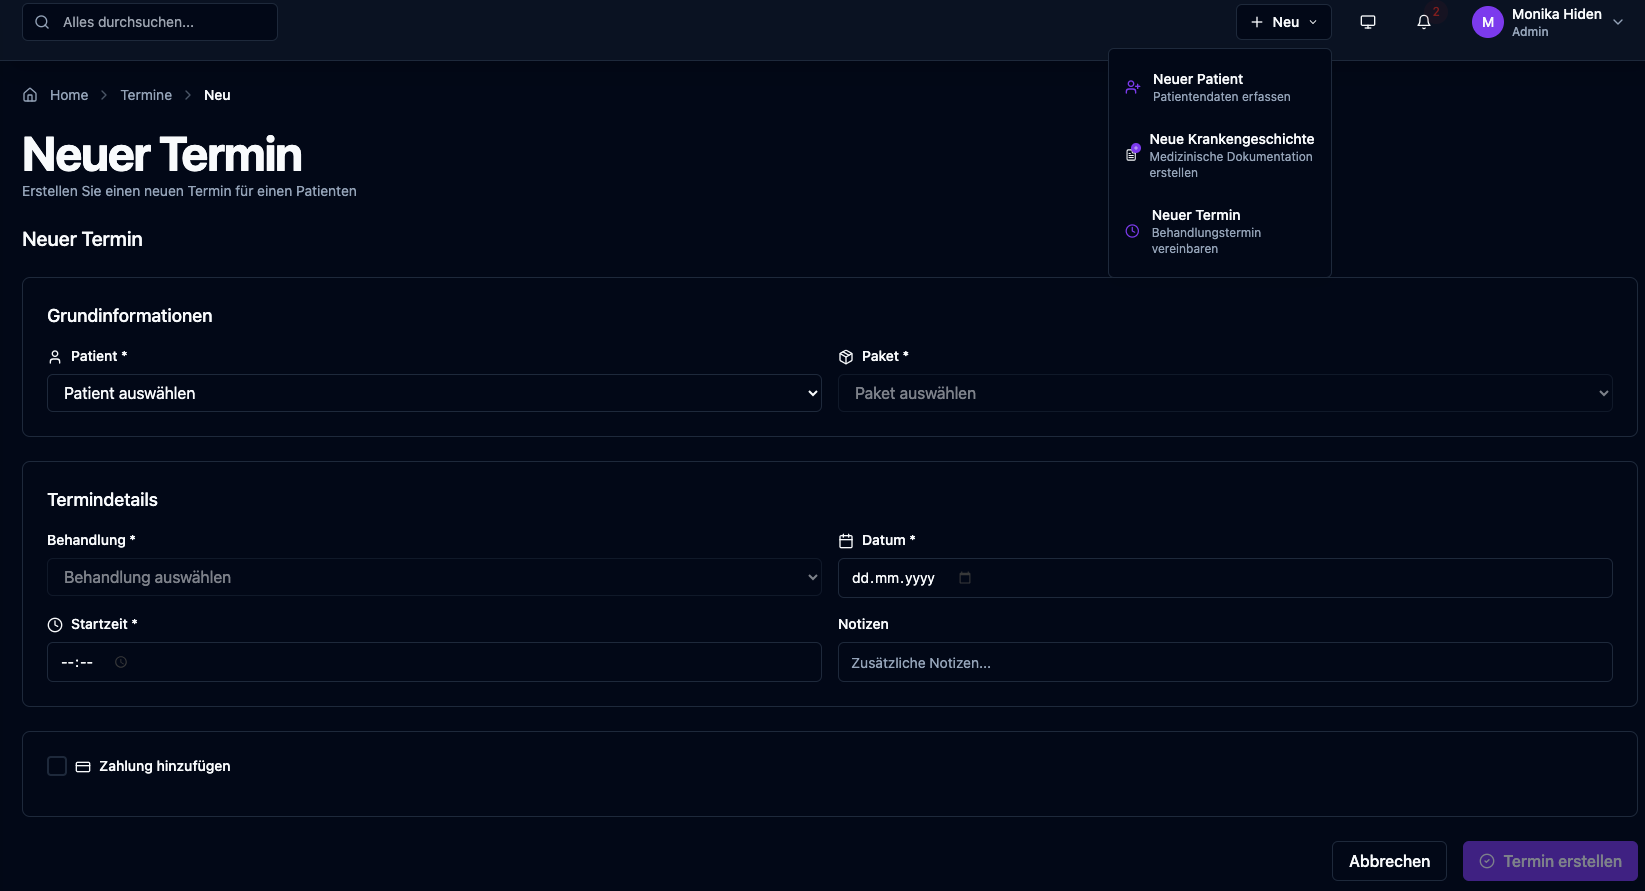 Alles durchsuchen...
Neu
2
M
Monika Hiden
Admin
Neuer Patient
Patientendaten erfassen
Neue Krankengeschichte
Medizinische Dokumentation
erstellen
Neuer Termin
Behandlungstermin
vereinbaren
Home
Termine
Neu
Neuer Termin
Erstellen Sie einen neuen Termin für einen Patienten
Neuer Termin
Grundinformationen
Patient *
Patient auswählen
Paket *
Paket auswählen
Termindetails
Behandlung *
Behandlung auswählen
Datum *
dd.mm.yyyy
Startzeit *
--:--
Notizen
Zusätzliche Notizen...
Zahlung hinzufügen
Abbrechen
Termin erstellen